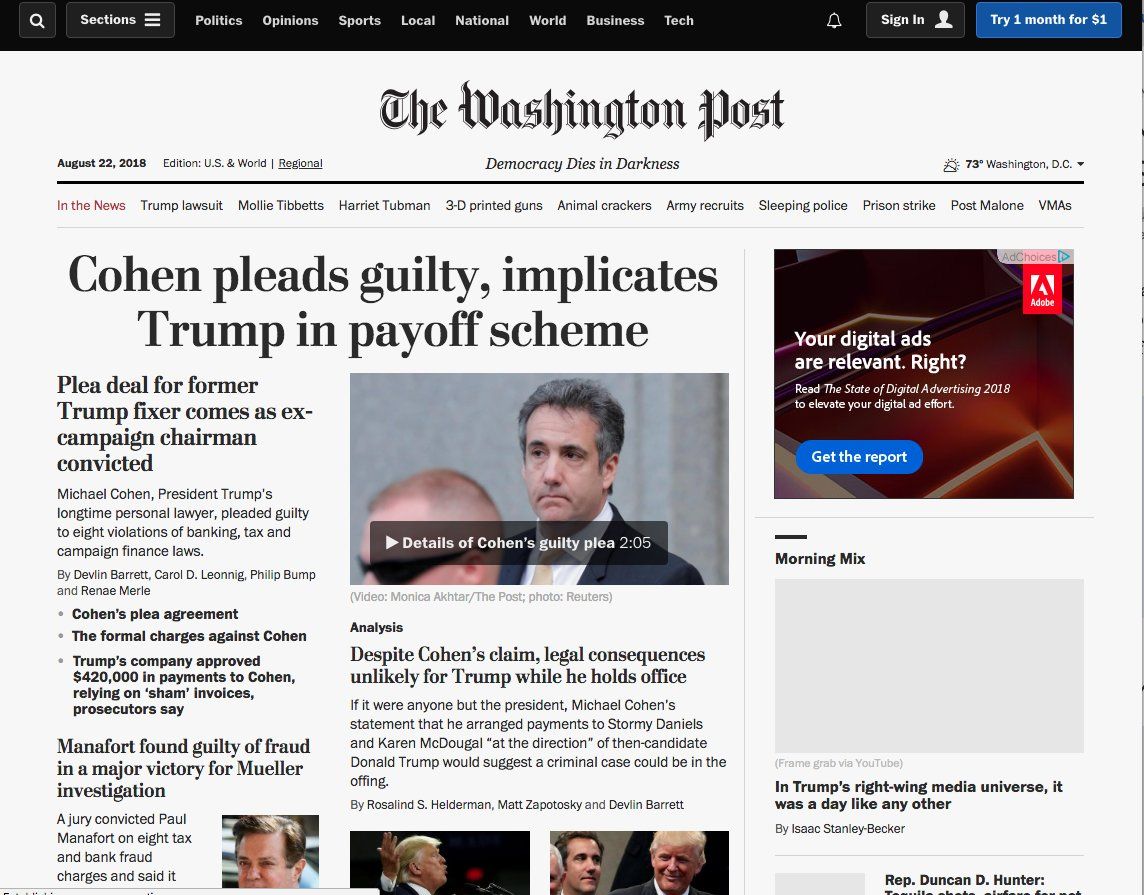 Sections
Politics Opinions Sports Local National World Business Tech
Sign In
Try 1 month for $1
The Washington Post
August 22, 2018 Edition: U.S. & World | Regional
Democracy Dies in Darkness
73° Washington, D.C.
In the News Trump lawsuit Mollie Tibbetts Harriet Tubman 3-D printed guns Animal crackers Army recruits Sleeping police Prison strike Post Malone VMAs
Cohen pleads guilty, implicates
Trump in payoff scheme
Plea deal for former
Trump fixer comes as ex-
campaign chairman
convicted
Michael Cohen, President Trump's
longtime personal lawyer, pleaded guilty
to eight violations of banking, tax and
campaign finance laws.
By Devlin Barrett, Carol D. Leonnig, Philip Bump
and Renae Merle
• Cohen's plea agreement
• The formal charges against Cohen
• Trump's company approved
$420,000 in payments to Cohen,
relying on 'sham' invoices,
prosecutors say
Manafort found guilty of fraud
in a major victory for Mueller
investigation
A jury convicted Paul
Manafort on eight tax
and bank fraud
charges and said it
Details of Cohen's guilty plea 2:05
(Video: Monica Akhtar/The Post; photo: Reuters)
Analysis
Despite Cohen's claim, legal consequences
unlikely for Trump while he holds office
If it were anyone but the president, Michael Cohen's
statement that he arranged payments to Stormy Daniels
and Karen McDougal "at the direction" of then-candidate
Donald Trump would suggest a criminal case could be in the
offing.
By Rosalind S. Helderman, Matt Zapotosky and Devlin Barrett
AdChoices
Adobe
Your digital ads
are relevant. Right?
Read The State of Digital Advertising 2018
to elevate your digital ad effort.
Get the report
Morning Mix
(Frame grab via YouTube)
In Trump's right-wing media universe, it
was a day like any other
By Isaac Stanley-Becker
Rep. Duncan D. Hunter: